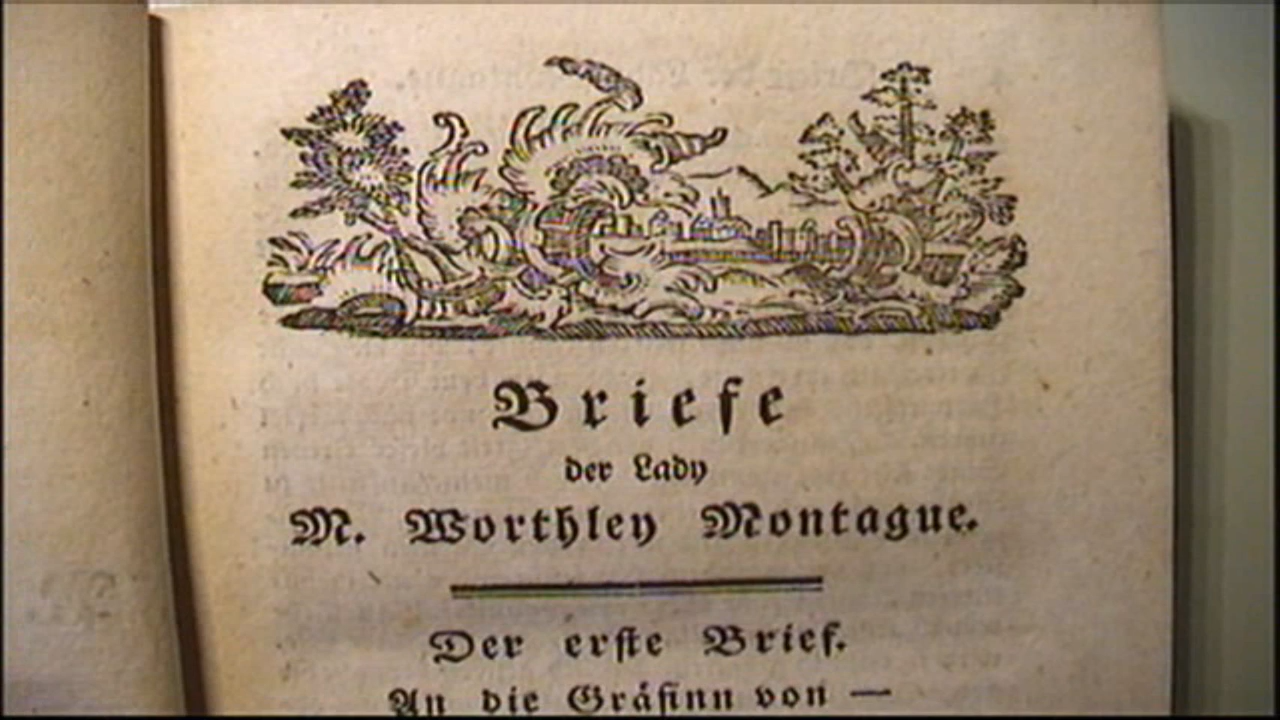 Briefe
der Lady
M. Worthley Montague.
Der erſte Brief.
An die Gräfinn von —